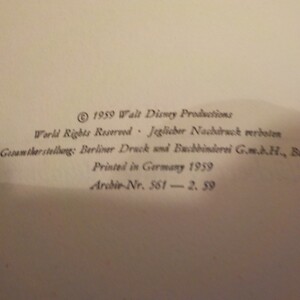 © 1959 Walt Disney Productions
World Rights Reserved · Jeglicher Nachdruck verboten
Gesamtherstellung: Berliner Druck und Buchbinderei G.m.b.H., Be
Printed in Germany 1959
Archiv-Nr. 561 — 2. 59